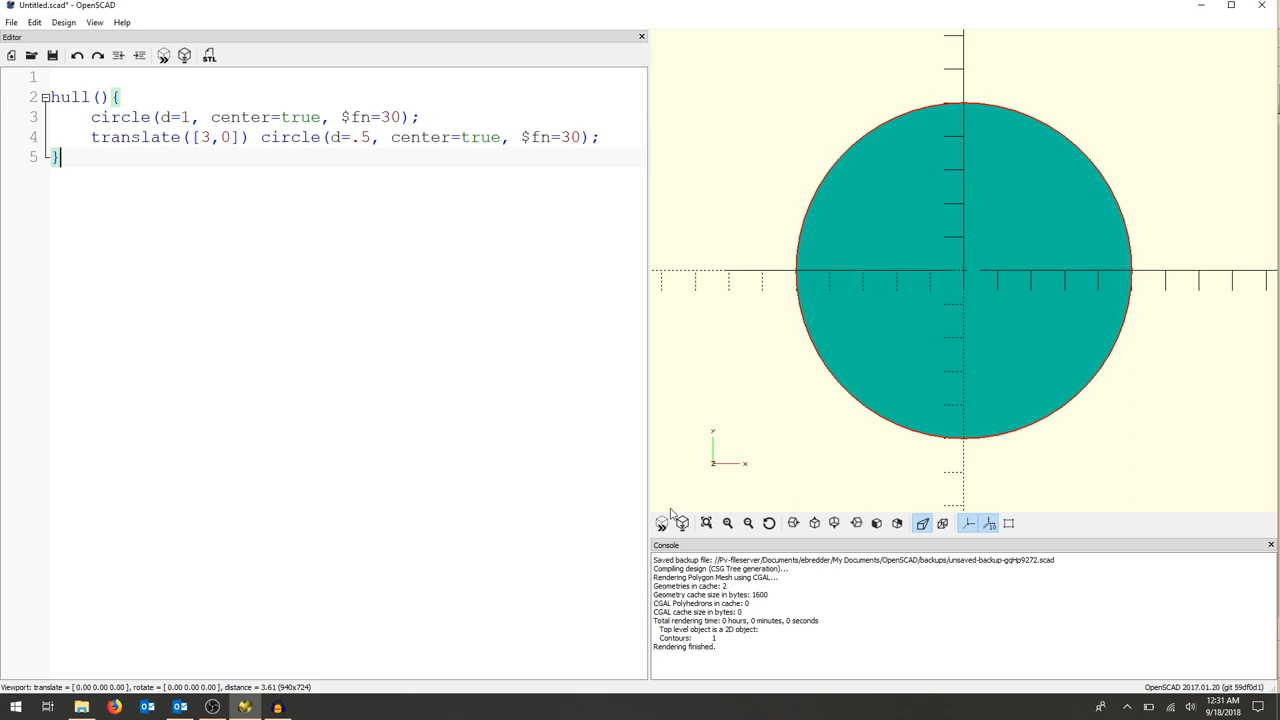 Untitled.scad* - OpenSCAD
File Edit Design View Help
Editor
STL
1
2 hull(){
3 circle(d=1, center=true, $fn=30);
4 translate([3,0]) circle(d=.5, center=true, $fn=30);
5 }
Y
Z X
10
Console
Saved backup file: //Pv-fileserver/Documents/ebredder/My Documents/OpenSCAD/backups/unsaved-backup-gqHp9272.scad
Compiling design (CSG Tree generation)...
Rendering Polygon Mesh using CGAL...
Geometries in cache: 2
Geometry cache size in bytes: 1600
CGAL Polyhedrons in cache: 0
CGAL cache size in bytes: 0
Total rendering time: 0 hours, 0 minutes, 0 seconds
Top level object is a 2D object:
Contours: 1
Rendering finished.
Viewport: translate = [ 0.00 0.00 0.00 ], rotate = [ 0.00 0.00 0.00 ], distance = 3.61 (940x724)
OpenSCAD 2017.01.20 (git 59df0d1)
12:31 AM
9/18/2018